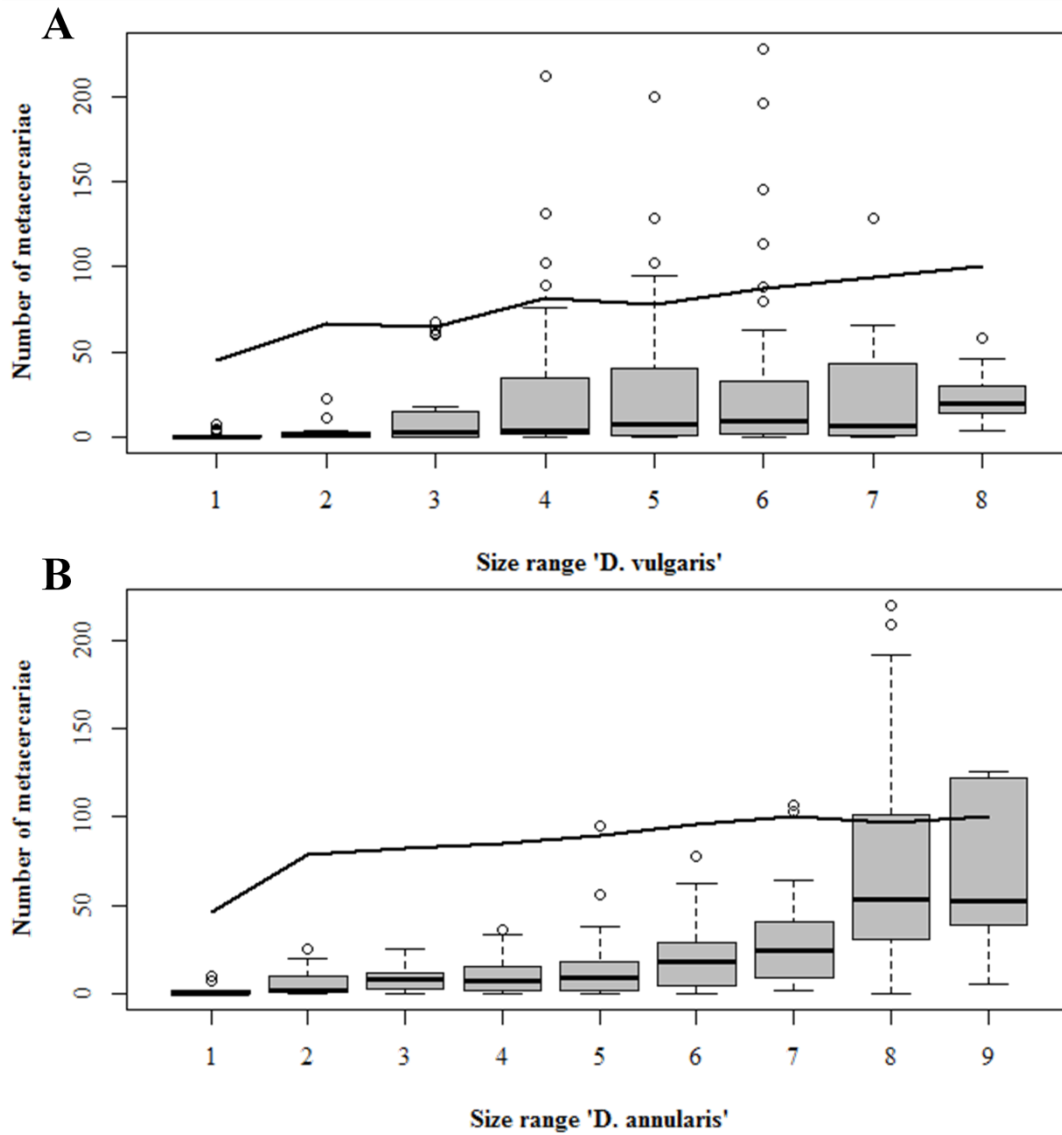 A
Number of metacercariae
200
150
100
50
0
1 2 3 4 5 6 7 8
Size range 'D. vulgaris'
B
Number of metacercariae
200
150
100
50
0
1 2 3 4 5 6 7 8 9
Size range 'D. annularis'